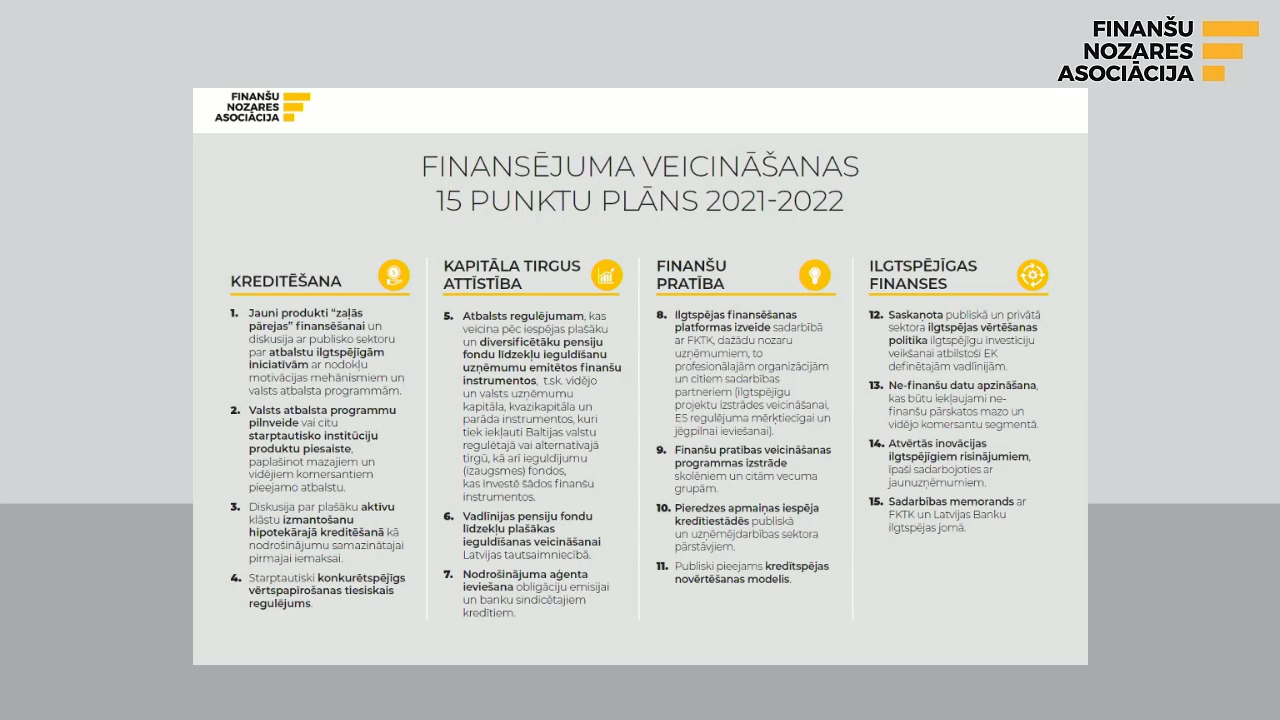 FINANŠU
NOZARES
ASOCIĀCIJA
FINANŠU
NOZARES
ASOCIĀCIJA
FINANSĒJUMA VEICINĀŠANAS
15 PUNKTU PLĀNS 2021-2022
KREDITĒŠANA
1. Jauni produkti “zaļās
pārejas” finansēšanai un
diskusija ar publisko sektoru
par atbalstu ilgtspējīgām
iniciatīvām ar nodokļu
motivācijas mehānismiem un
valsts atbalsta programmām.
2. Valsts atbalsta programmu
pilnveide vai citu
starptautisko institūciju
produktu piesaiste,
paplašinot mazajiem un
vidējiem komersantiem
pieejamo atbalstu.
3. Diskusija par plašāku aktīvu
klāstu izmantošanu
hipotekārajā kreditēšanā kā
nodrošinājumu samazinātajai
pirmajai iemaksai.
4. Starptautiski konkurētspējīgs
vērtspapīrošanas tiesiskais
regulējums.
KAPITĀLA TIRGUS
ATTĪSTĪBA
5. Atbalsts regulējumam, kas
veicina pēc iespējas plašāku
un diversificētāku pensiju
fondu līdzekļu ieguldīšanu
uzņēmumu emitētos finanšu
instrumentos, t.sk. vidējo
un valsts uzņēmumu
kapitāla, kvazikapitāla un
parāda instrumentos, kuri
tiek iekļauti Baltijas valstu
regulētajā vai alternatīvajā
tirgū, kā arī ieguldījumu
(izaugsmes) fondos,
kas investē šādos finanšu
instrumentos.
6. Vadlīnijas pensiju fondu
līdzekļu plašākas
ieguldīšanas veicināšanai
Latvijas tautsaimniecībā.
7. Nodrošinājuma aģenta
ieviešana obligāciju emisijai
un banku sindicētajiem
kredītiem.
FINANŠU
PRATĪBA
8. Ilgtspējas finansēšanas
platformas izveide sadarbībā
ar FKTK, dažādu nozaru
uzņēmumiem, to
profesionālajām organizācijām
un citiem sadarbības
partneriem (ilgtspējīgu
projektu izstrādes veicināšanai,
ES regulējuma mērķtiecīgai un
jēgpilnai ieviešanai).
9. Finanšu pratības veicināšanas
programmas izstrāde
skolēniem un citām vecuma
grupām.
10. Pieredzes apmaiņas iespēja
kredītiestādēs publiskā
un uzņēmējdarbības sektora
pārstāvjiem.
11. Publiski pieejams kredītspējas
novērtēšanas modelis.
ILGTSPĒJĪGAS
FINANSES
12. Saskaņota publiskā un privātā
sektora ilgtspējas vērtēšanas
politika ilgtspējīgu investīciju
veikšanai atbilstoši EK
definētajām vadlīnijām.
13. Ne-finanšu datu apzināšana,
kas būtu iekļaujami ne-
finanšu pārskatos mazo un
vidējo komersantu segmentā.
14. Atvērtās inovācijas
ilgtspējīgiem risinājumiem,
īpaši sadarbojoties ar
jaunuzņēmumiem.
15. Sadarbības memorands ar
FKTK un Latvijas Banku
ilgtspējas jomā.